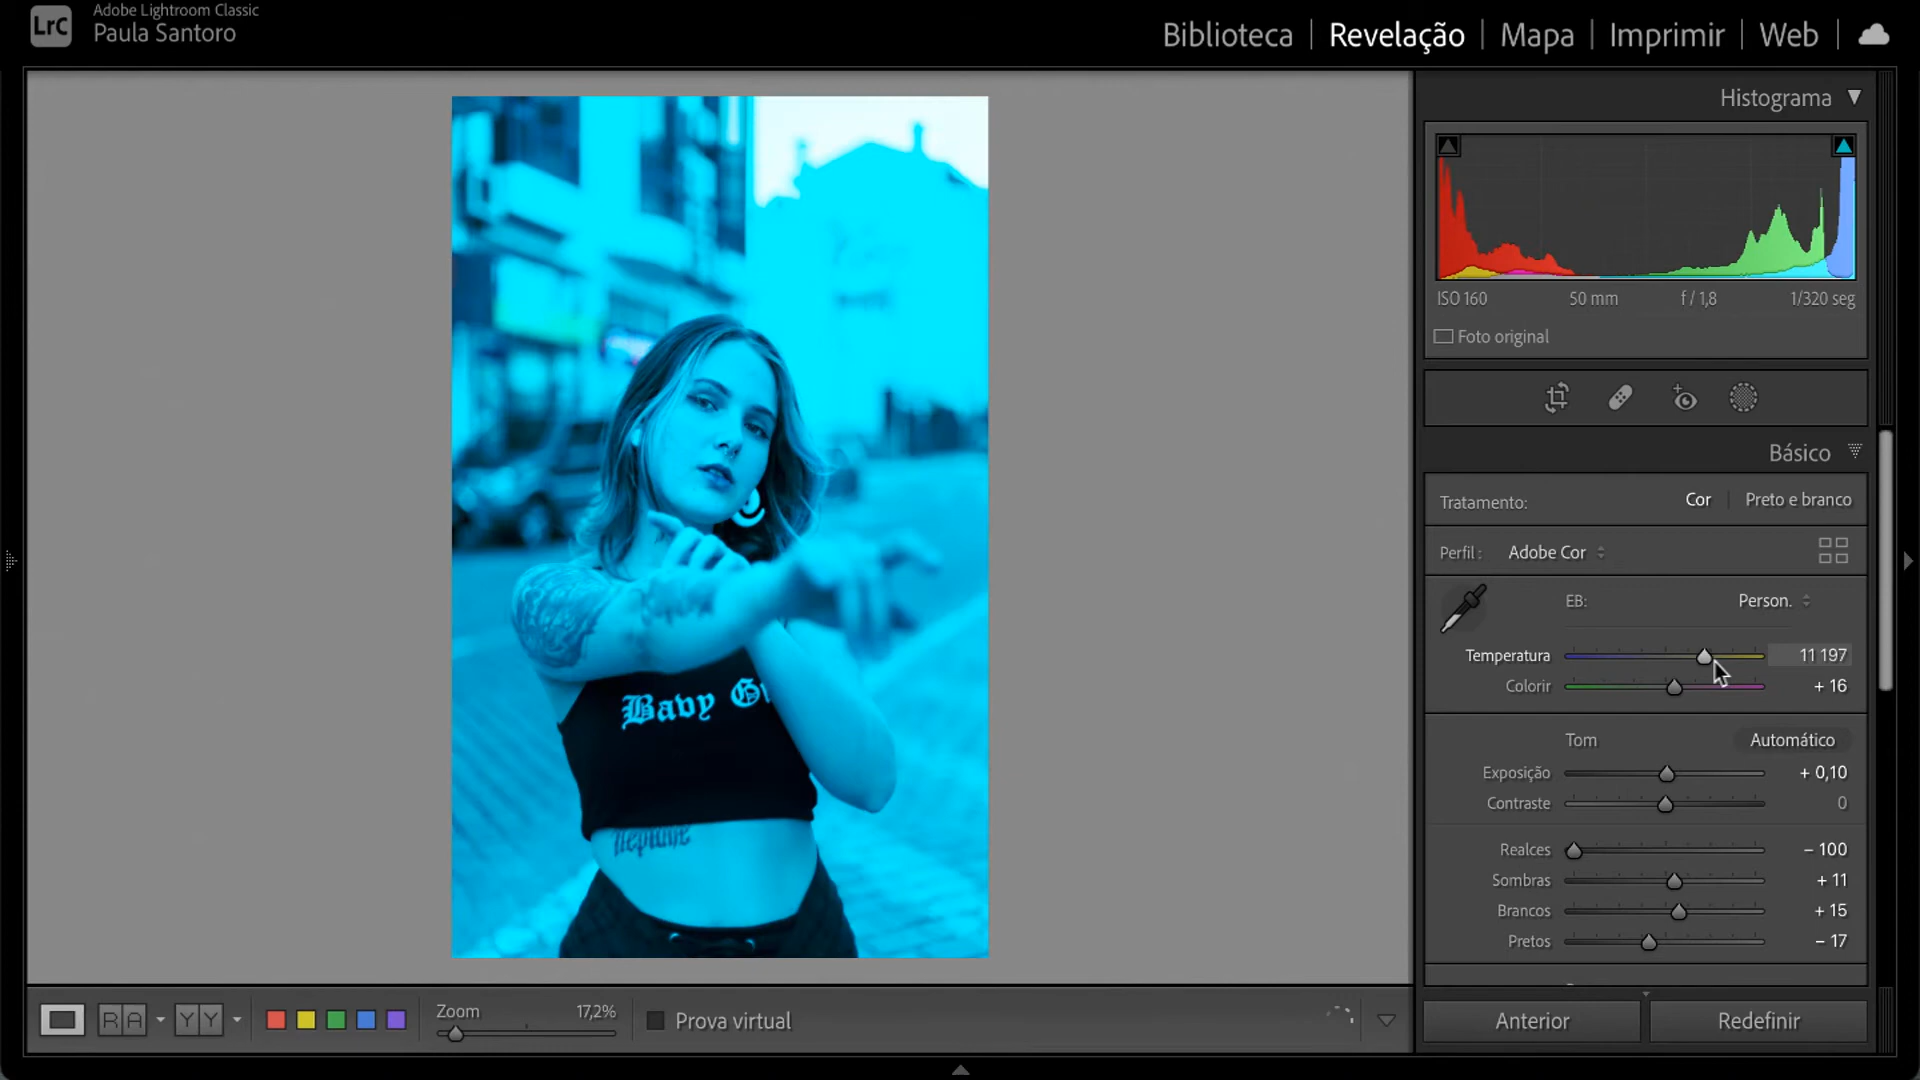 LrC
Adobe Lightroom Classic
Paula Santoro
Biblioteca | Revelação | Mapa | Imprimir | Web
Histograma
ISO 160 50 mm f / 1,8 1/320 seg
Foto original
Básico
Tratamento: Cor Preto e branco
Perfil: Adobe Cor
EB: Person.
Temperatura 11 197
Colorir + 16
Tom Automático
Exposição + 0,10
Contraste 0
Realces – 100
Sombras + 11
Brancos + 15
Pretos – 17
Baby G
Neptune
RA YY Zoom 17,2% Prova virtual
Anterior Redefinir